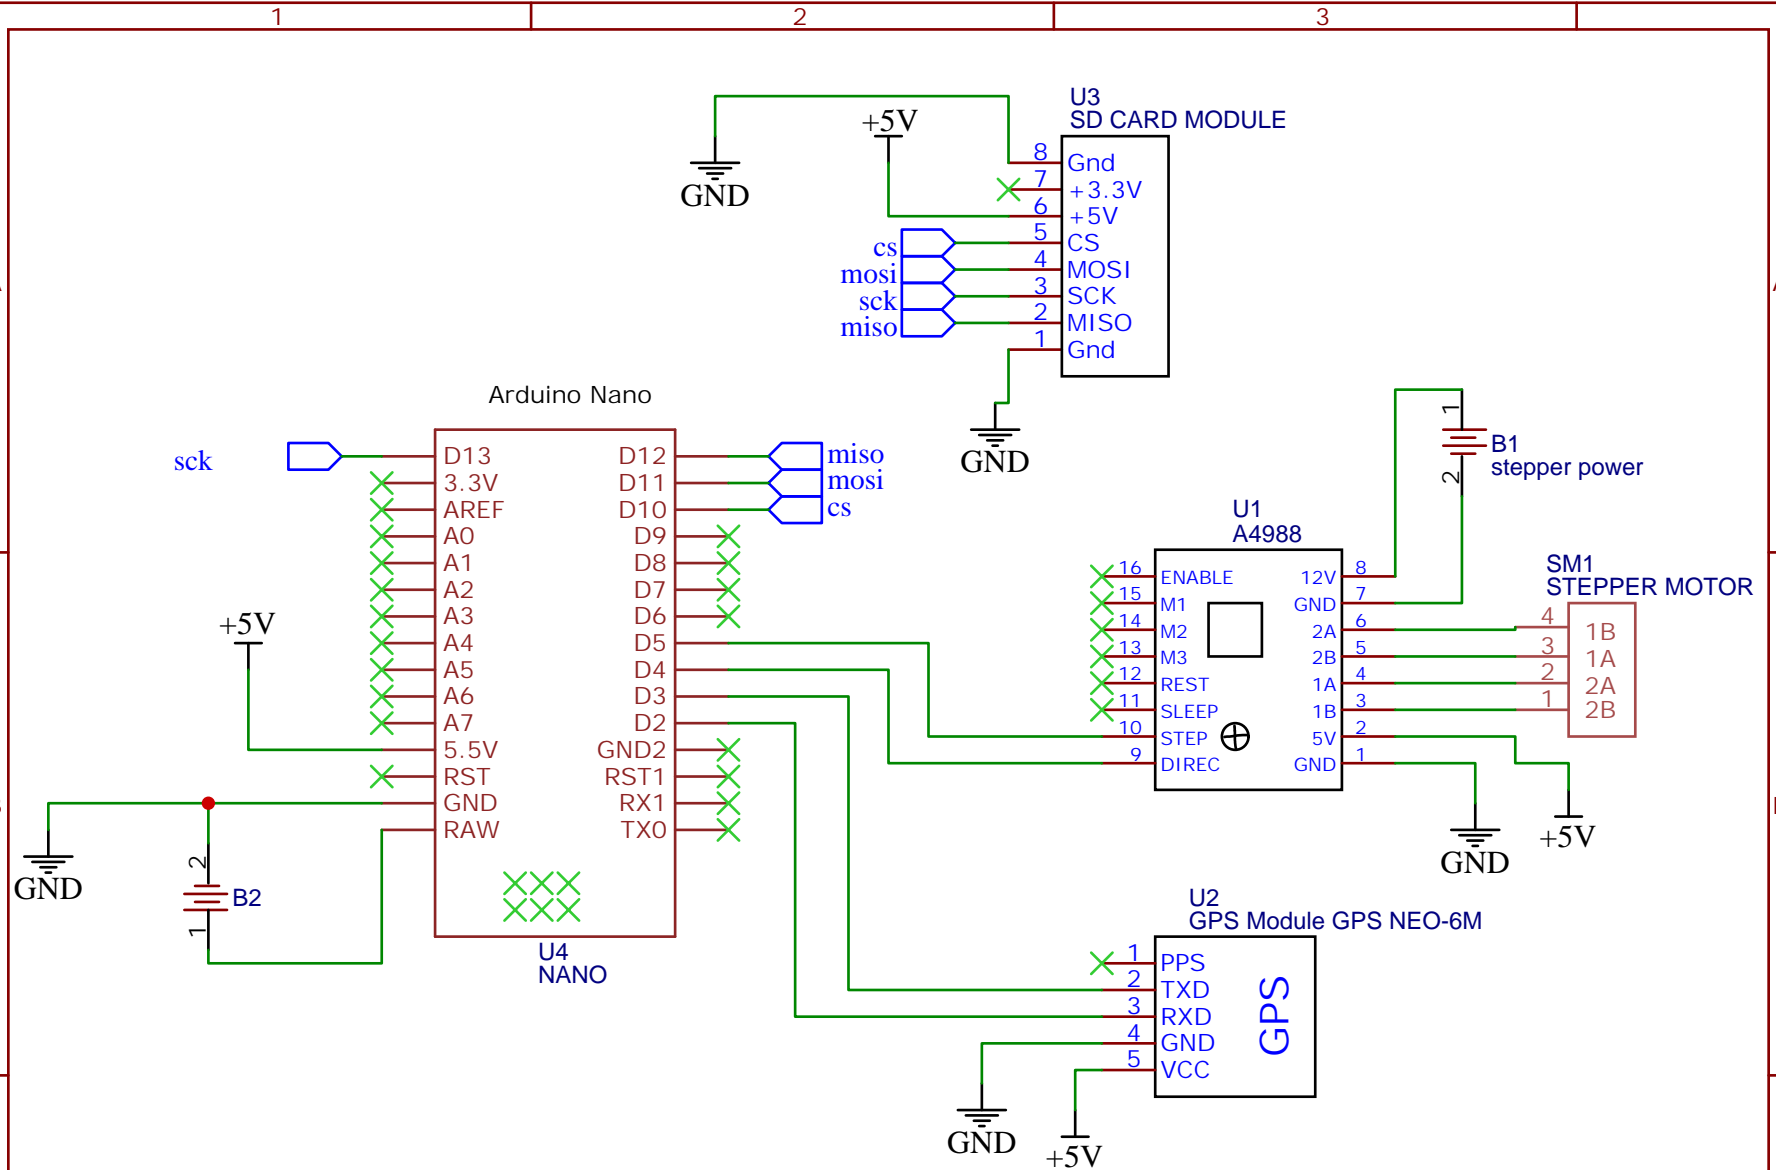 1
2
3
U3
SD CARD MODULE
+5V
GND
8 Gnd
7 +3.3V
6 +5V
5 CS
4 MOSI
3 SCK
2 MISO
1 Gnd
cs
mosi
sck
miso
GND
Arduino Nano
sck
D13
3.3V
AREF
A0
A1
A2
A3
A4
A5
A6
A7
5.5V
RST
GND
RAW
D12
D11
D10
D9
D8
D7
D6
D5
D4
D3
D2
GND2
RST1
RX1
TX0
miso
mosi
cs
+5V
GND
2
B2
1
U4
NANO
1
B1
stepper power
2
U1
A4988
16 ENABLE
15 M1
14 M2
13 M3
12 REST
11 SLEEP
10 STEP
9 DIREC
12V 8
GND 7
2A 6
2B 5
1A 4
1B 3
5V 2
GND 1
SM1
STEPPER MOTOR
4 1B
3 1A
2 2A
1 2B
GND
+5V
U2
GPS Module GPS NEO-6M
1 PPS
2 TXD
3 RXD
4 GND
5 VCC
GPS
GND
+5V